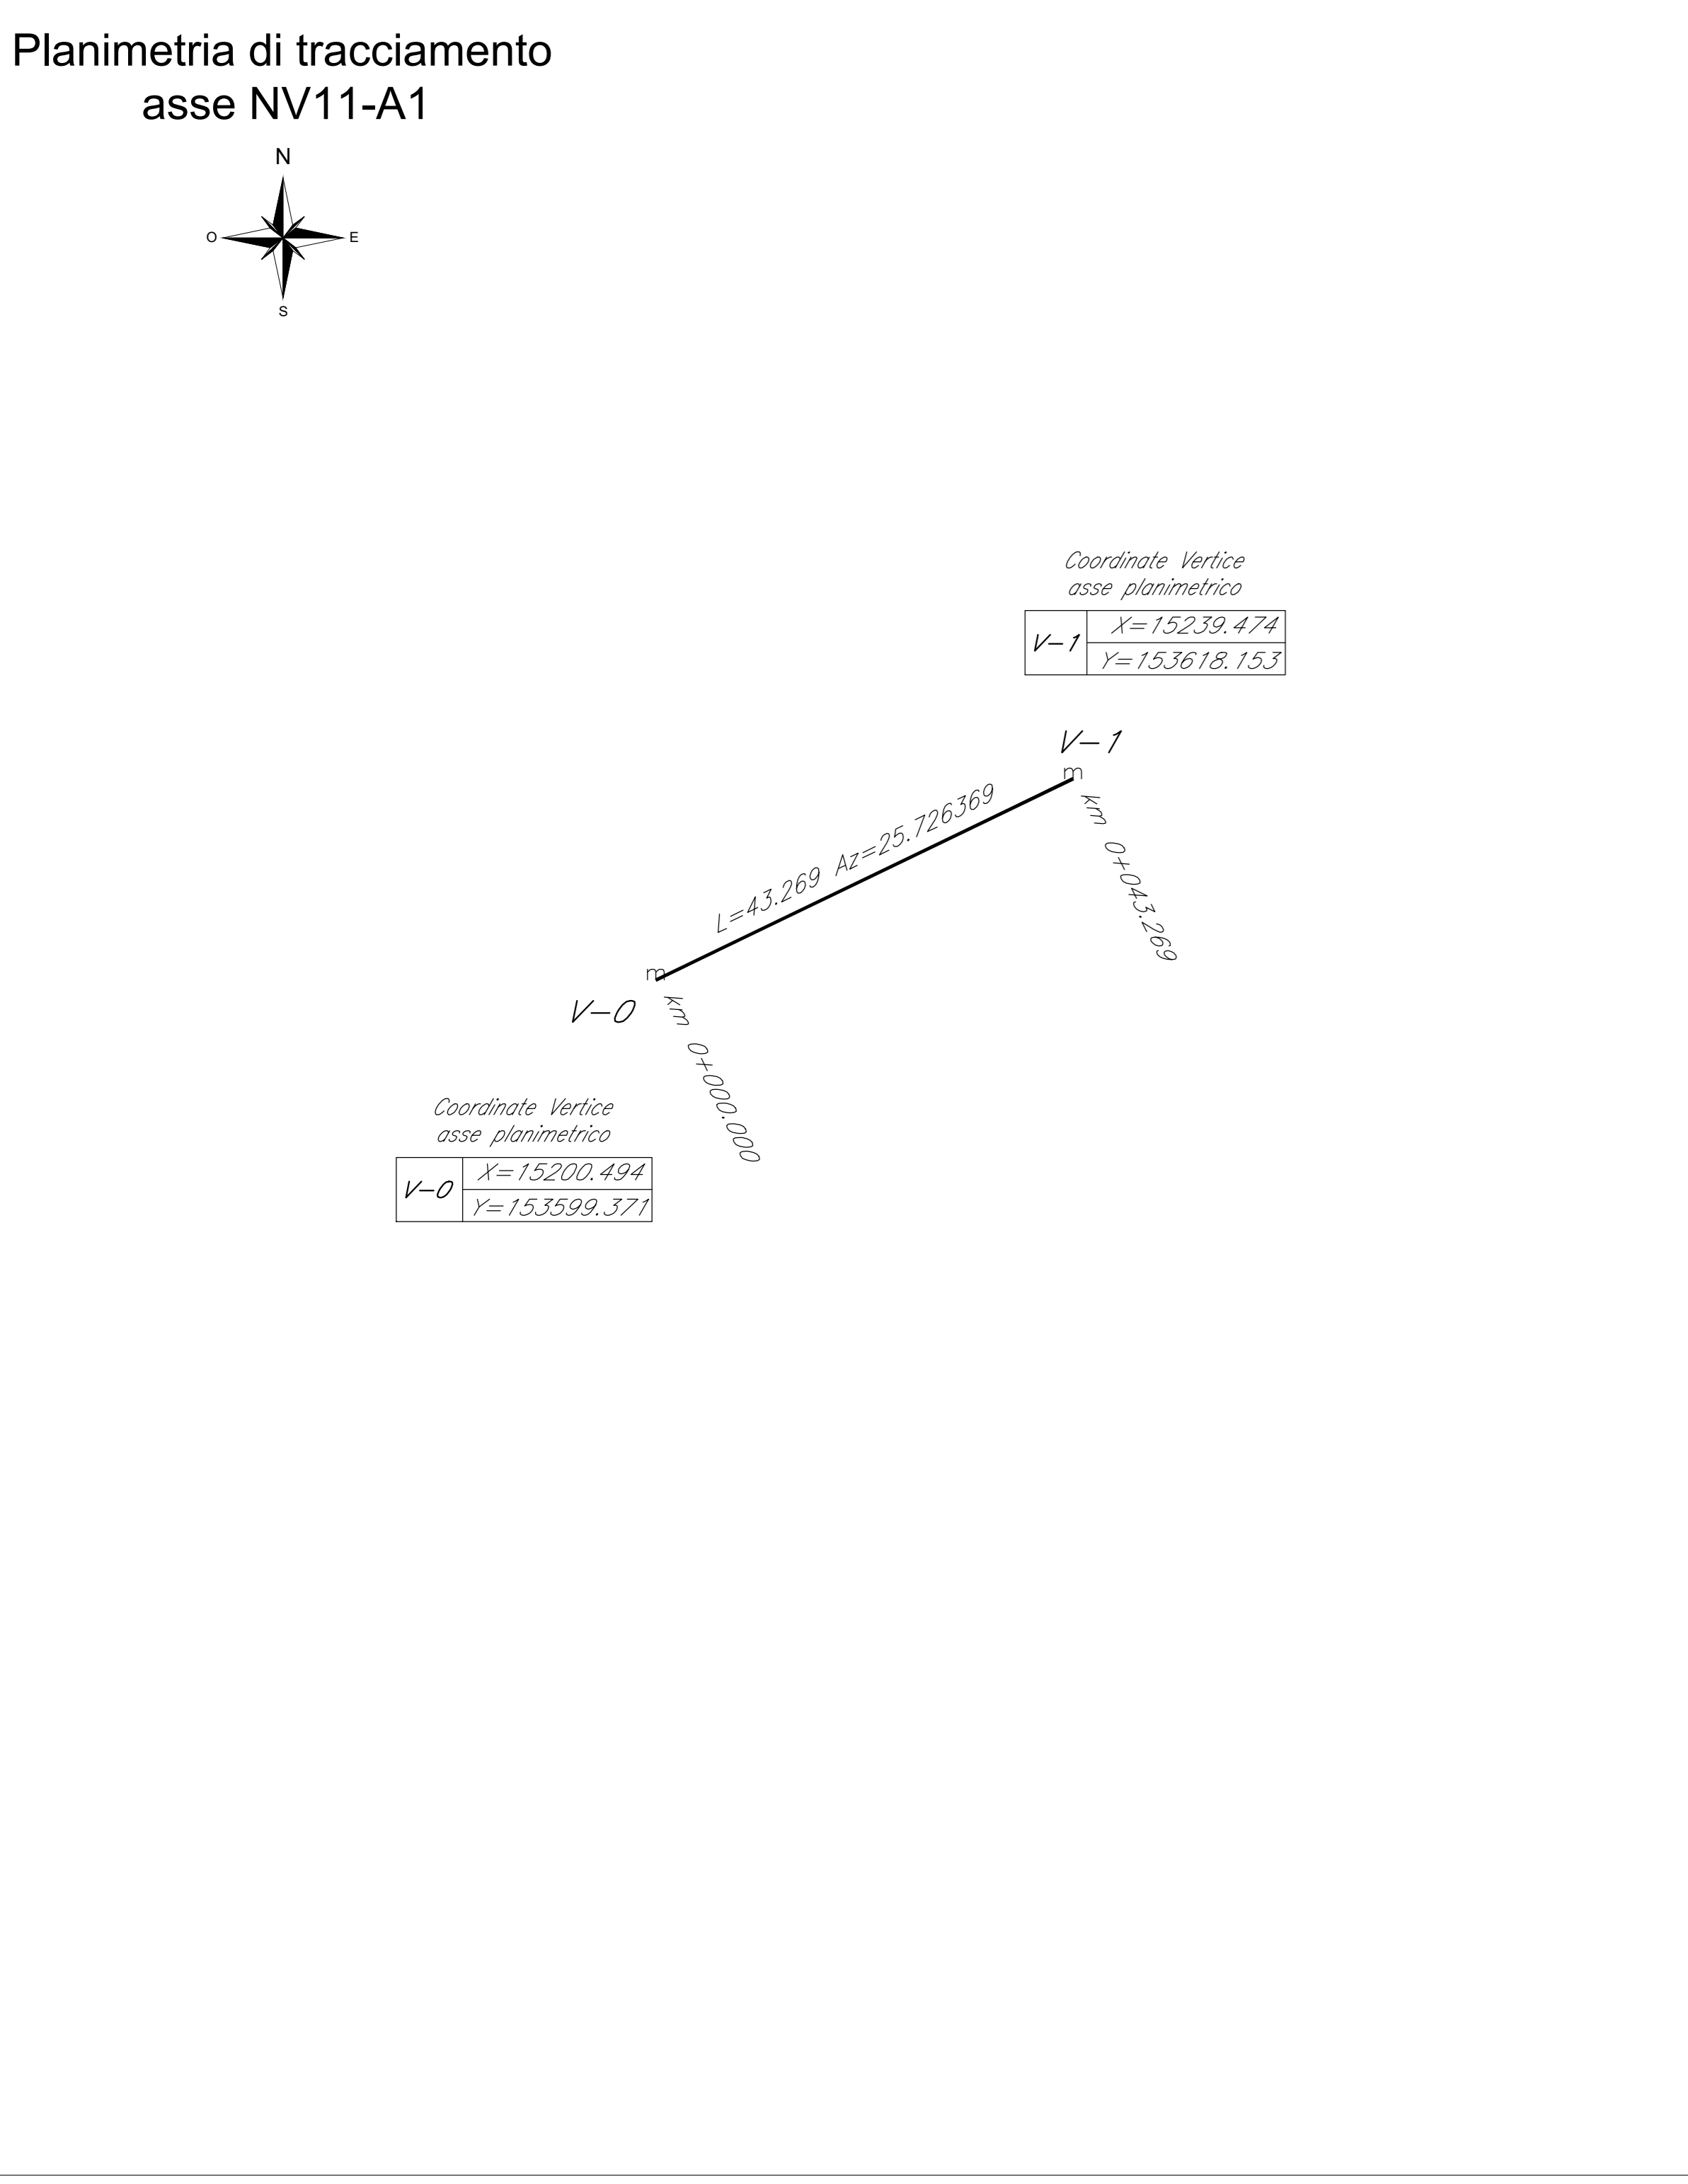 Planimetria di tracciamento
asse NV11-A1
N
O
E
S
Coordinate Vertice
asse planimetrico
V-1
X=15239.474
Y=153618.153
V-1
m
km 0+043.269
L=43.269 Az=25.726369
m
V-0
km 0+000.000
Coordinate Vertice
asse planimetrico
V-0
X=15200.494
Y=153599.371